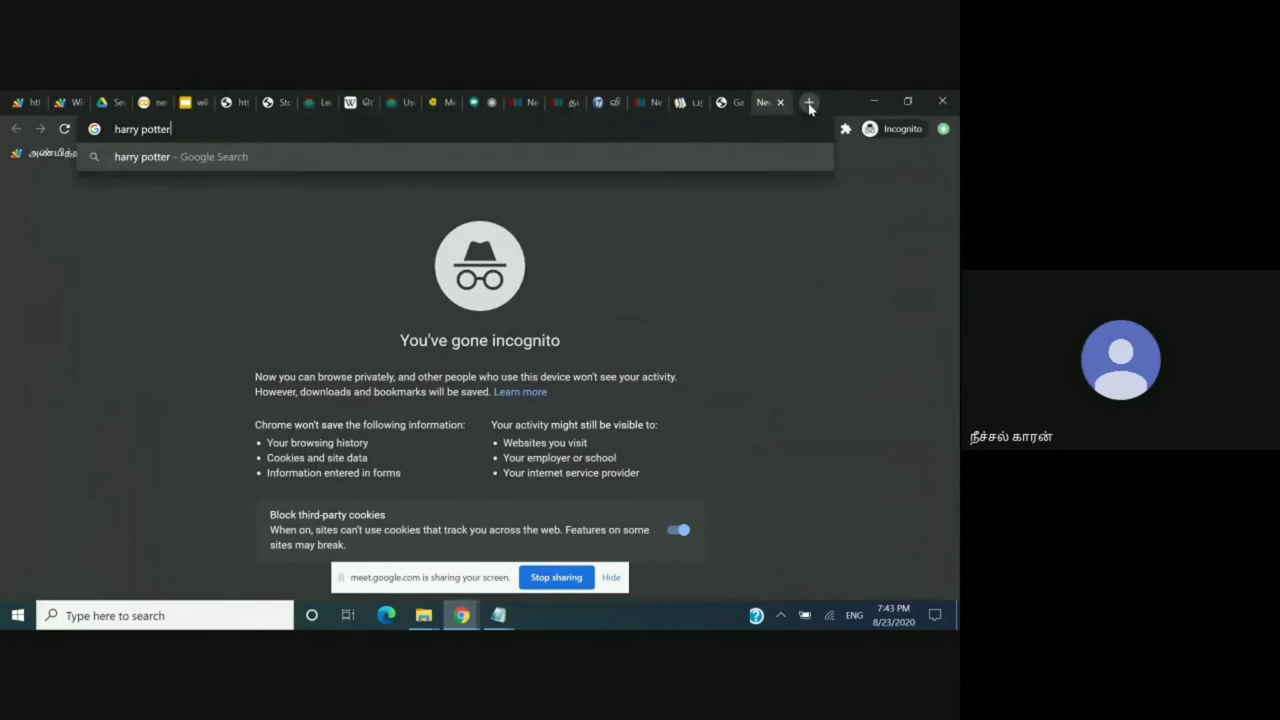 harry potter
Incognito
harry potter - Google Search
You've gone incognito
Now you can browse privately, and other people who use this device won't see your activity.
However, downloads and bookmarks will be saved. Learn more
Chrome won't save the following information:
Your browsing history
Cookies and site data
Information entered in forms
Your activity might still be visible to:
Websites you visit
Your employer or school
Your internet service provider
Block third-party cookies
When on, sites can't use cookies that track you across the web. Features on some
sites may break.
meet.google.com is sharing your screen.
Stop sharing
Hide
Type here to search
ENG
7:43 PM
8/23/2020
நீச்சல் காரன்